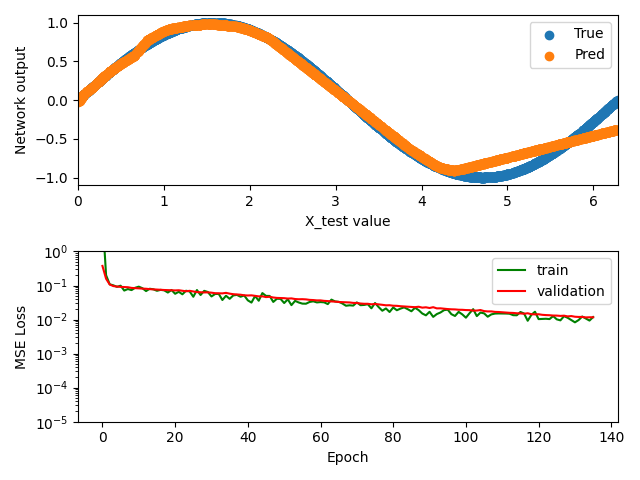 1.0
0.5
0.0
−0.5
−1.0
Network output
True
Pred
0 1 2 3 4 5 6
X_test value
10⁰
10⁻¹
10⁻²
10⁻³
10⁻⁴
10⁻⁵
MSE Loss
train
validation
0 20 40 60 80 100 120 140
Epoch